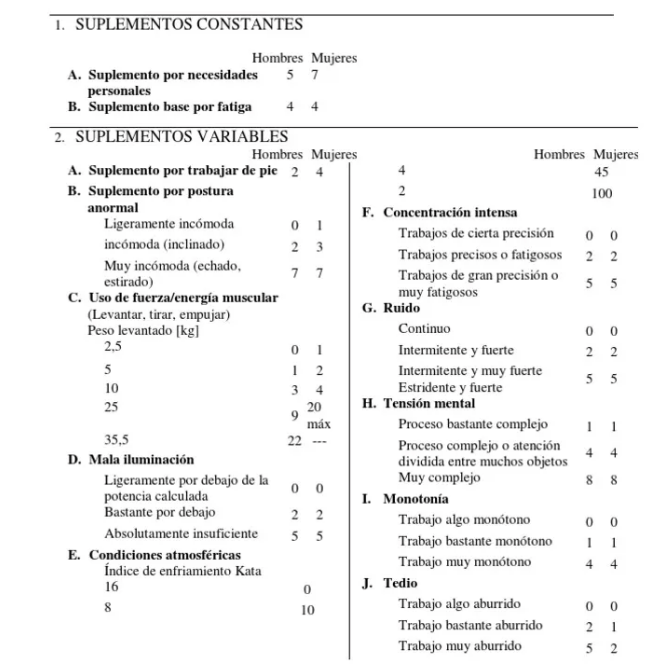 1. SUPLEMENTOS CONSTANTES
Hombres Mujeres
A. Suplemento por necesidades 5 7
personales
B. Suplemento base por fatiga 4 4
2. SUPLEMENTOS VARIABLES
Hombres Mujeres
A. Suplemento por trabajar de pie 2 4
B. Suplemento por postura
anormal
Ligeramente incómoda 0 1
incómoda (inclinado) 2 3
Muy incómoda (echado, 7 7
estirado)
C. Uso de fuerza/energía muscular
(Levantar, tirar, empujar)
Peso levantado [kg]
2,5 0 1
5 1 2
10 3 4
25 9 20
máx
35,5 22 ---
D. Mala iluminación
Ligeramente por debajo de la 0 0
potencia calculada
Bastante por debajo 2 2
Absolutamente insuficiente 5 5
E. Condiciones atmosféricas
Índice de enfriamiento Kata
16 0
8 10
Hombres Mujeres
4 45
2 100
F. Concentración intensa
Trabajos de cierta precisión 0 0
Trabajos precisos o fatigosos 2 2
Trabajos de gran precisión o 5 5
muy fatigosos
G. Ruido
Continuo 0 0
Intermitente y fuerte 2 2
Intermitente y muy fuerte 5 5
Estridente y fuerte
H. Tensión mental
Proceso bastante complejo 1 1
Proceso complejo o atención 4 4
dividida entre muchos objetos
Muy complejo 8 8
I. Monotonía
Trabajo algo monótono 0 0
Trabajo bastante monótono 1 1
Trabajo muy monótono 4 4
J. Tedio
Trabajo algo aburrido 0 0
Trabajo bastante aburrido 2 1
Trabajo muy aburrido 5 2